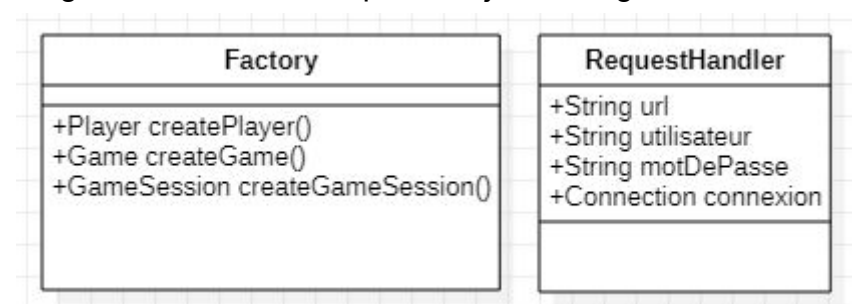 Factory
+Player createPlayer()
+Game createGame()
+GameSession createGameSession()
RequestHandler
+String url
+String utilisateur
+String motDePasse
+Connection connexion